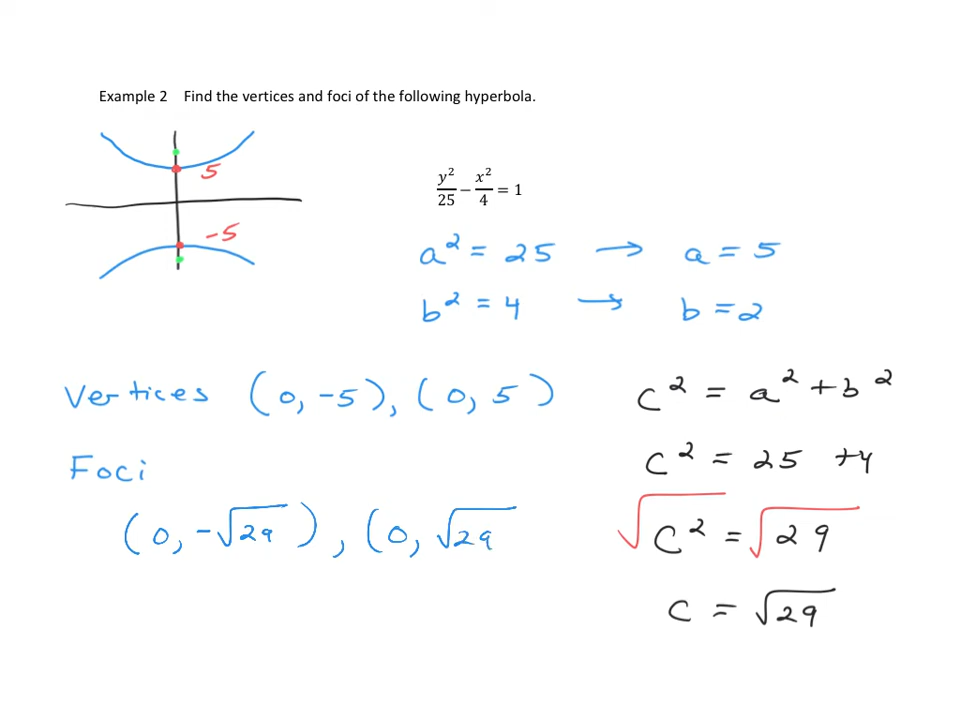 Example 2 Find the vertices and foci of the following hyperbola.
5
-5
y²/25 − x²/4 = 1
a² = 25 → a = 5
b² = 4 → b = 2
Vertices (0, -5), (0, 5)
c² = a² + b²
Foci
c² = 25 + 4
(0, -√29), (0, √29
√c² = √29
c = √29